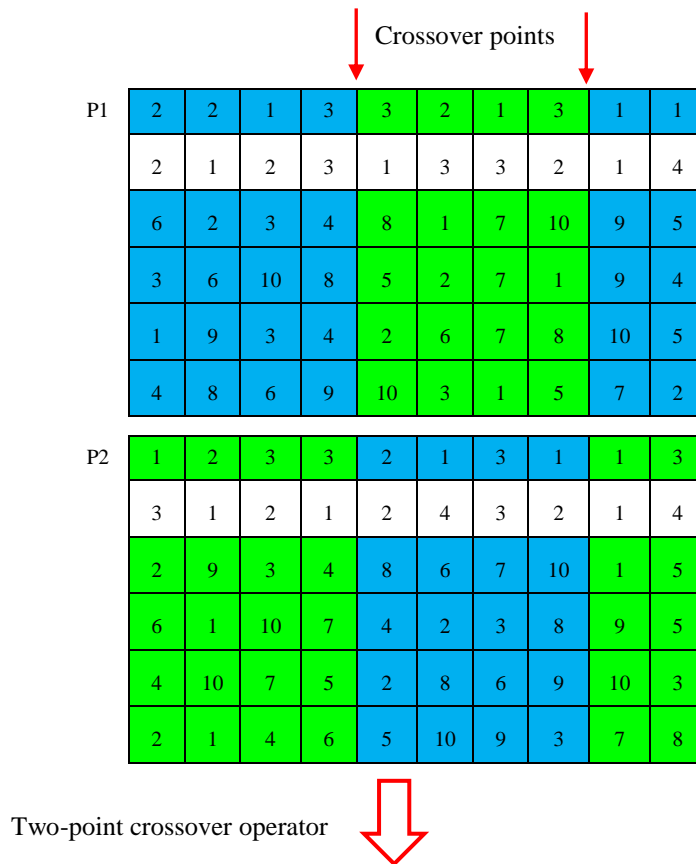 Crossover points
P1 2 2 1 3 3 2 1 3 1 1
2 1 2 3 1 3 3 2 1 4
6 2 3 4 8 1 7 10 9 5
3 6 10 8 5 2 7 1 9 4
1 9 3 4 2 6 7 8 10 5
4 8 6 9 10 3 1 5 7 2
P2 1 2 3 3 2 1 3 1 1 3
3 1 2 1 2 4 3 2 1 4
2 9 3 4 8 6 7 10 1 5
6 1 10 7 4 2 3 8 9 5
4 10 7 5 2 8 6 9 10 3
2 1 4 6 5 10 9 3 7 8
Two-point crossover operator